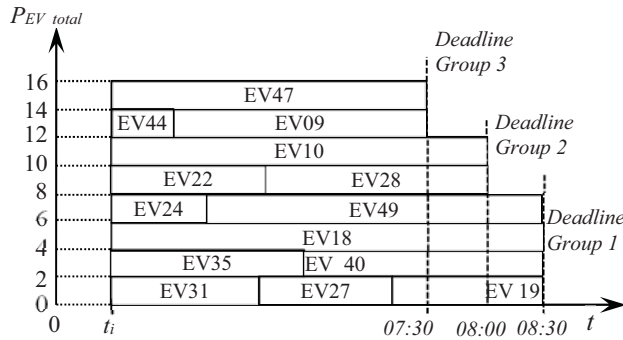 P_EV total
Deadline
Group 3
16
EV47
14
EV44 EV09
Deadline
Group 2
12
EV10
10
EV22 EV28
8
EV24 EV49
Deadline
Group 1
6
EV18
4
EV35 EV 40
2
EV31 EV27 EV 19
0
0 t_i 07:30 08:00 08:30 t